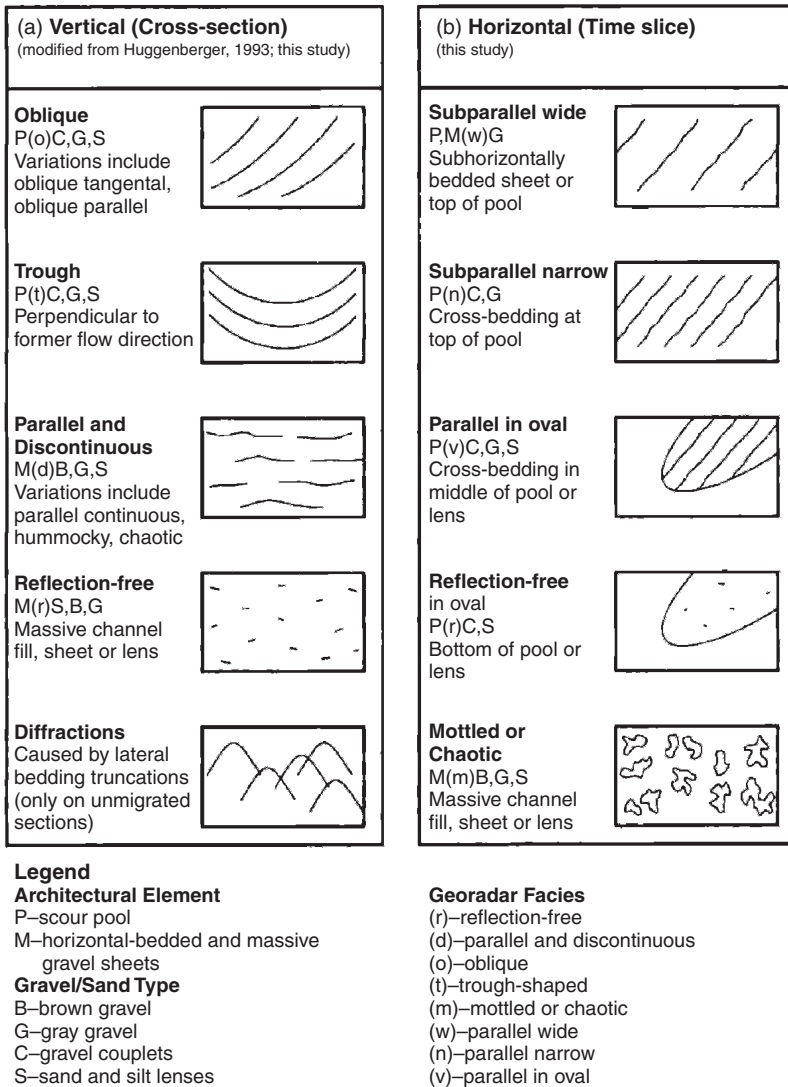 (a) Vertical (Cross-section)
(modified from Huggenberger, 1993; this study)
Oblique
P(o)C,G,S
Variations include
oblique tangental,
oblique parallel
Trough
P(t)C,G,S
Perpendicular to
former flow direction
Parallel and
Discontinuous
M(d)B,G,S
Variations include
parallel continuous,
hummocky, chaotic
Reflection-free
M(r)S,B,G
Massive channel
fill, sheet or lens
Diffractions
Caused by lateral
bedding truncations
(only on unmigrated
sections)
(b) Horizontal (Time slice)
(this study)
Subparallel wide
P,M(w)G
Subhorizontally
bedded sheet or
top of pool
Subparallel narrow
P(n)C,G
Cross-bedding at
top of pool
Parallel in oval
P(v)C,G,S
Cross-bedding in
middle of pool or
lens
Reflection-free
in oval
P(r)C,S
Bottom of pool or
lens
Mottled or
Chaotic
M(m)B,G,S
Massive channel
fill, sheet or lens
Legend
Architectural Element
P–scour pool
M–horizontal-bedded and massive
gravel sheets
Gravel/Sand Type
B–brown gravel
G–gray gravel
C–gravel couplets
S–sand and silt lenses
Georadar Facies
(r)–reflection-free
(d)–parallel and discontinuous
(o)–oblique
(t)–trough-shaped
(m)–mottled or chaotic
(w)–parallel wide
(n)–parallel narrow
(v)–parallel in oval